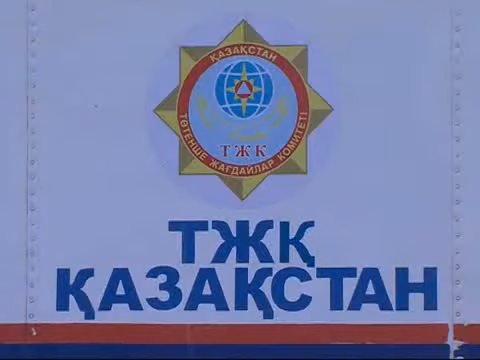 ҚАЗАҚСТАН
ТЖК
ТӨТЕНШЕ ЖАҒДАЙЛАР КОМИТЕТІ
ТЖҚ
ҚАЗАҚСТАН